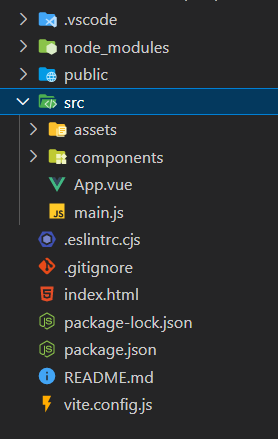 .vscode
node_modules
public
src
assets
components
App.vue
JS main.js
.eslintrc.cjs
.gitignore
index.html
package-lock.json
package.json
README.md
vite.config.js